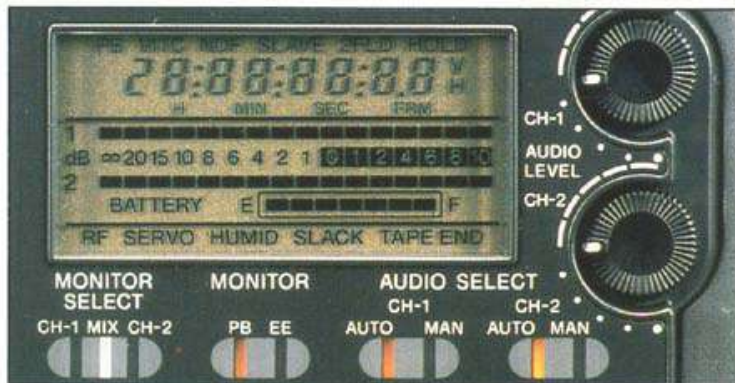 PB VITC NDF SLAVE 2FLD HOLD
28:88:88:8.8
H MIN SEC FRM
1
dB ∞ 20 15 10 8 6 4 2 1 0 1 2 4 6 8 10
2
BATTERY E F
RF SERVO HUMID SLACK TAPE END
CH-1
AUDIO
LEVEL
CH-2
MONITOR
SELECT
CH-1 MIX CH-2
MONITOR
PB EE
AUDIO SELECT
CH-1
AUTO MAN
CH-2
AUTO MAN